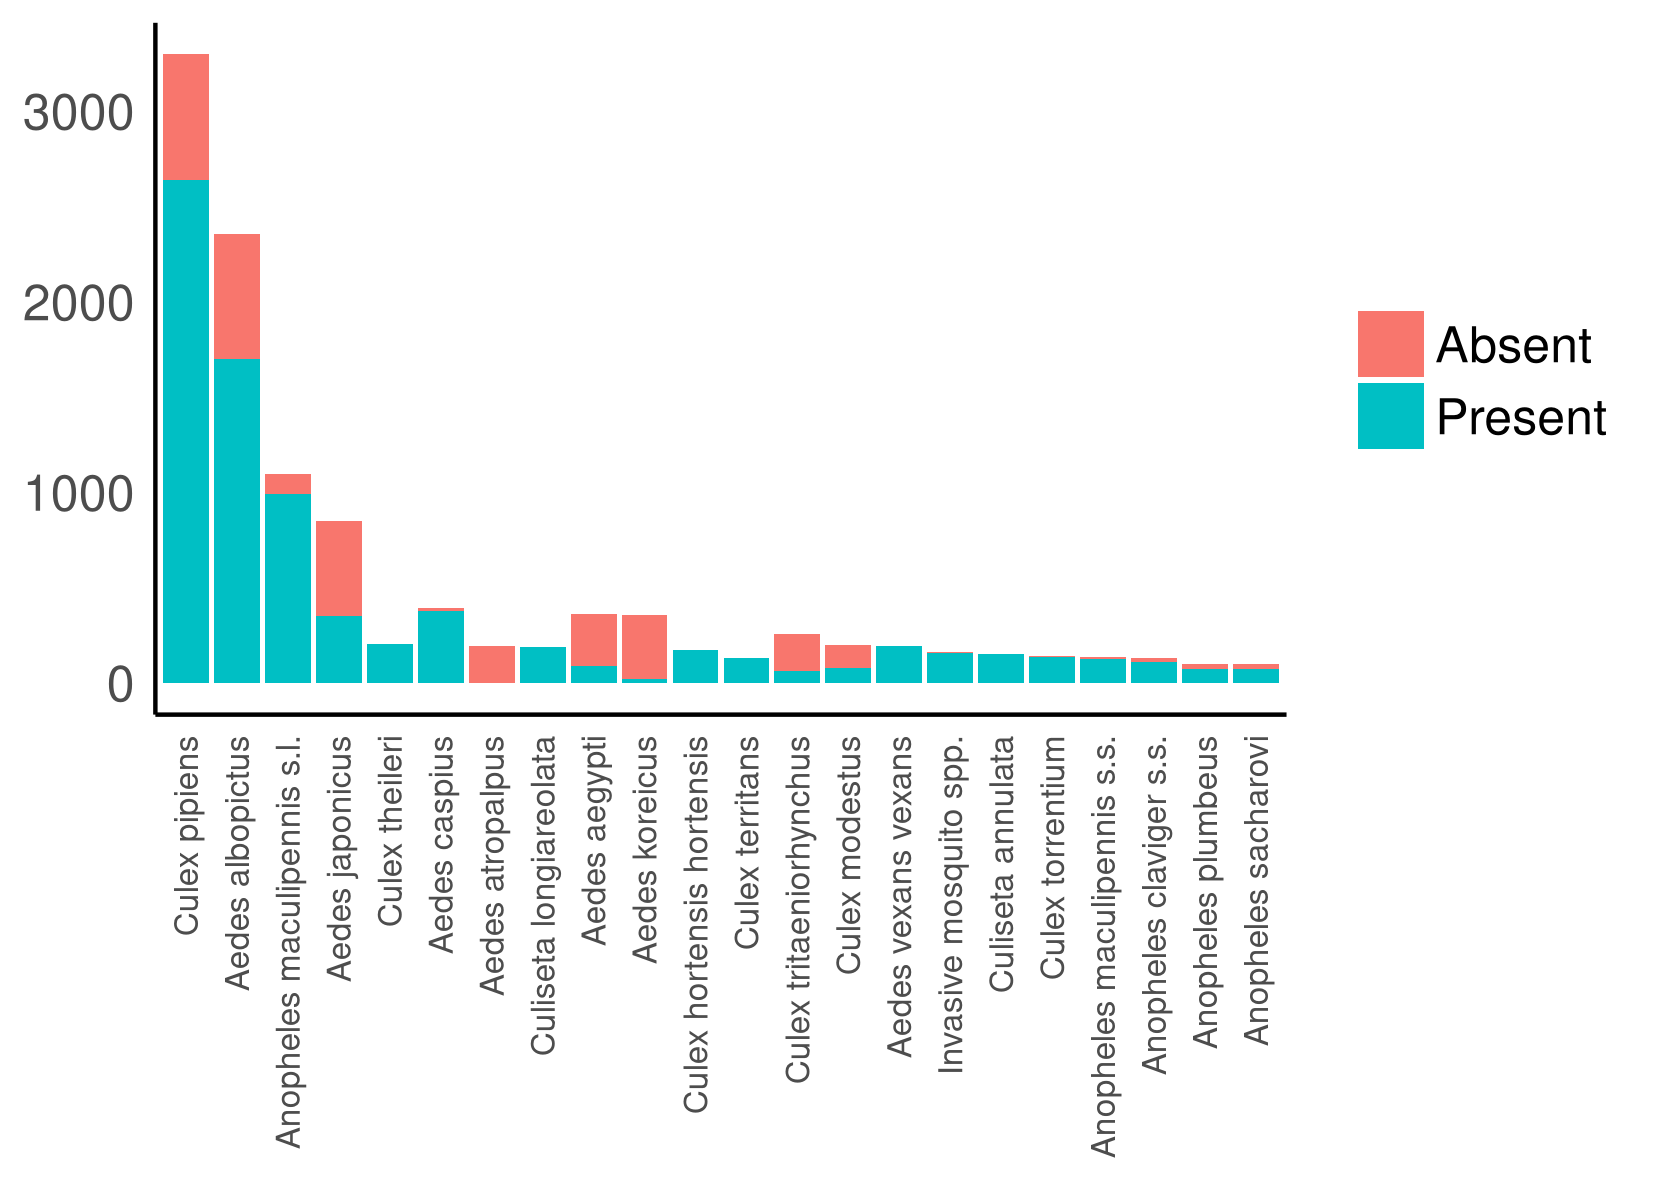 3000
2000
1000
0
Culex pipiens
Aedes albopictus
Anopheles maculipennis s.l.
Aedes japonicus
Culex theileri
Aedes caspius
Aedes atropalpus
Culiseta longiareolata
Aedes aegypti
Aedes koreicus
Culex hortensis hortensis
Culex territans
Culex tritaeniorhynchus
Culex modestus
Aedes vexans vexans
Invasive mosquito spp.
Culiseta annulata
Culex torrentium
Anopheles maculipennis s.s.
Anopheles claviger s.s.
Anopheles plumbeus
Anopheles sacharovi
Absent
Present